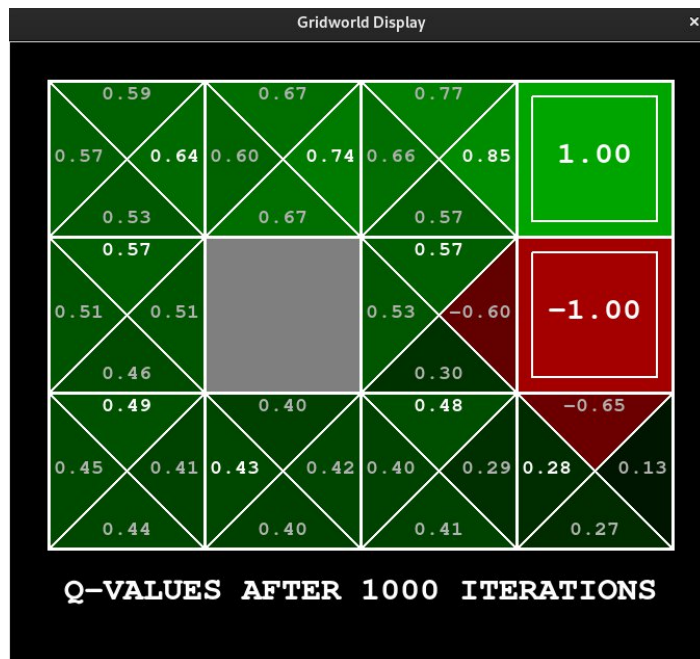 Gridworld Display ×
0.59 0.67 0.77
0.57 0.64 0.60 0.74 0.66 0.85 1.00
0.53 0.67 0.57
0.57 0.57
0.51 0.51 0.53 −0.60 −1.00
0.46 0.30
0.49 0.40 0.48 −0.65
0.45 0.41 0.43 0.42 0.40 0.29 0.28 0.13
0.44 0.40 0.41 0.27
Q−VALUES AFTER 1000 ITERATIONS